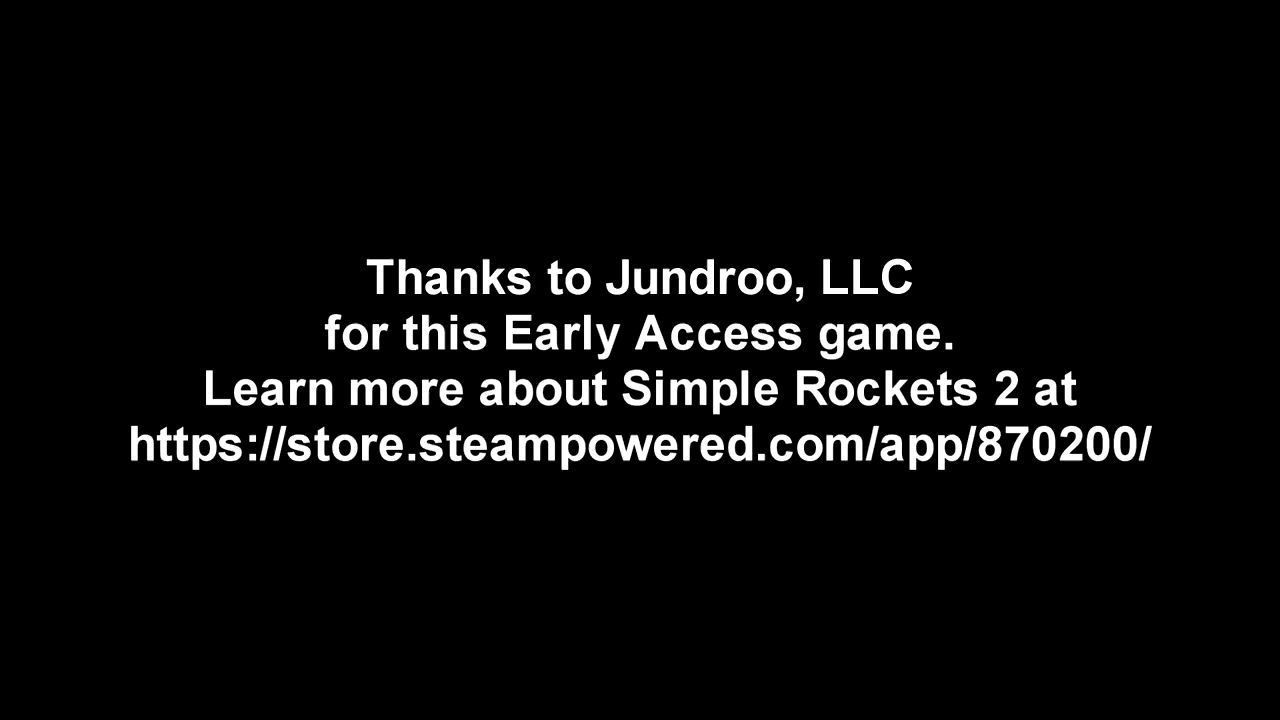 Thanks to Jundroo, LLC
for this Early Access game.
Learn more about Simple Rockets 2 at
https://store.steampowered.com/app/870200/